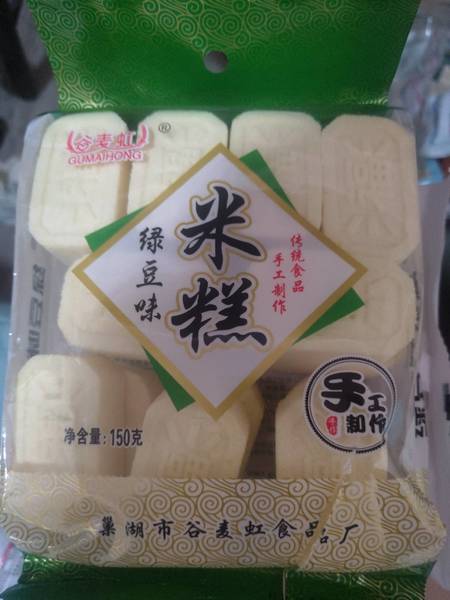 谷麦虹®
GUMAIHONG
米糕
绿豆味
传统食品
手工制作
手工
制作
净含量:150克
巢湖市谷麦虹食品厂